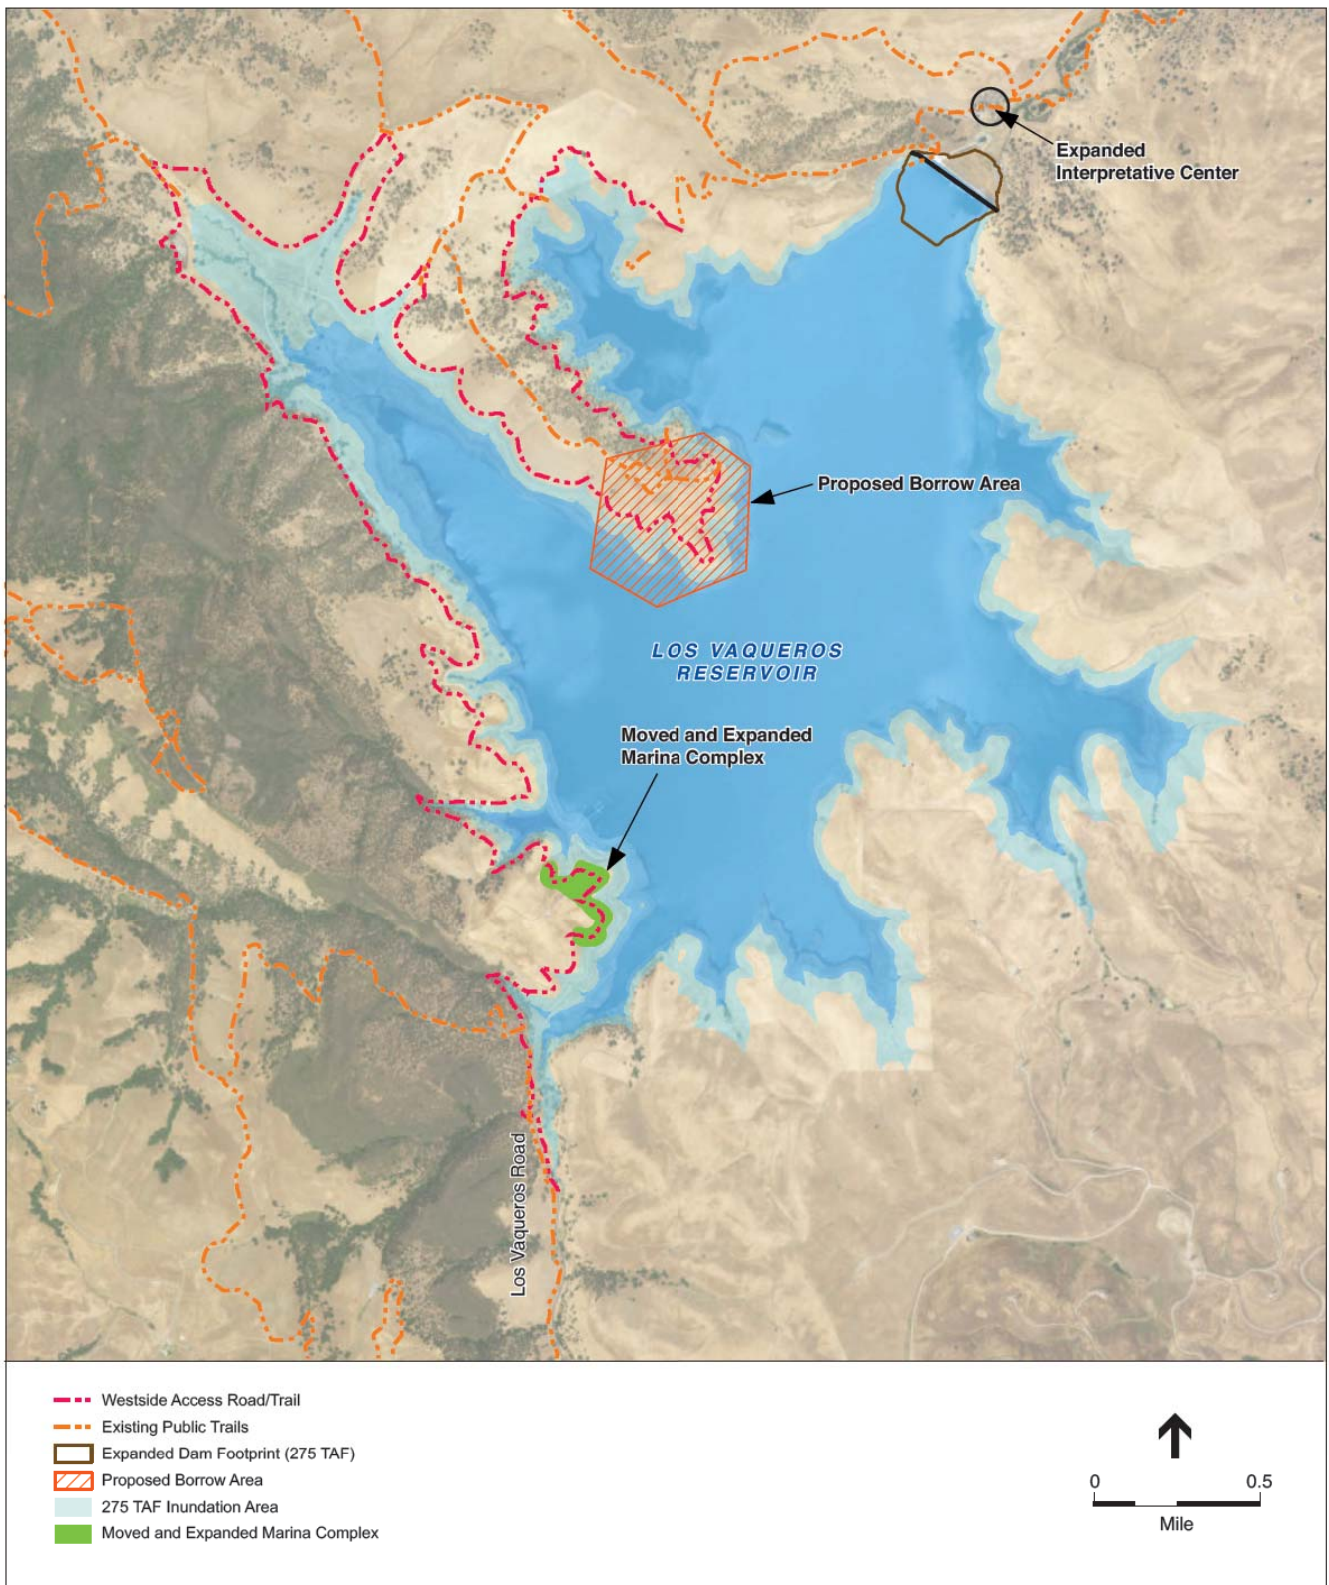 Expanded
Interpretative Center
Proposed Borrow Area
LOS VAQUEROS
RESERVOIR
Moved and Expanded
Marina Complex
Los Vaqueros Road
Westside Access Road/Trail
Existing Public Trails
Expanded Dam Footprint (275 TAF)
Proposed Borrow Area
275 TAF Inundation Area
Moved and Expanded Marina Complex
0 0.5
Mile